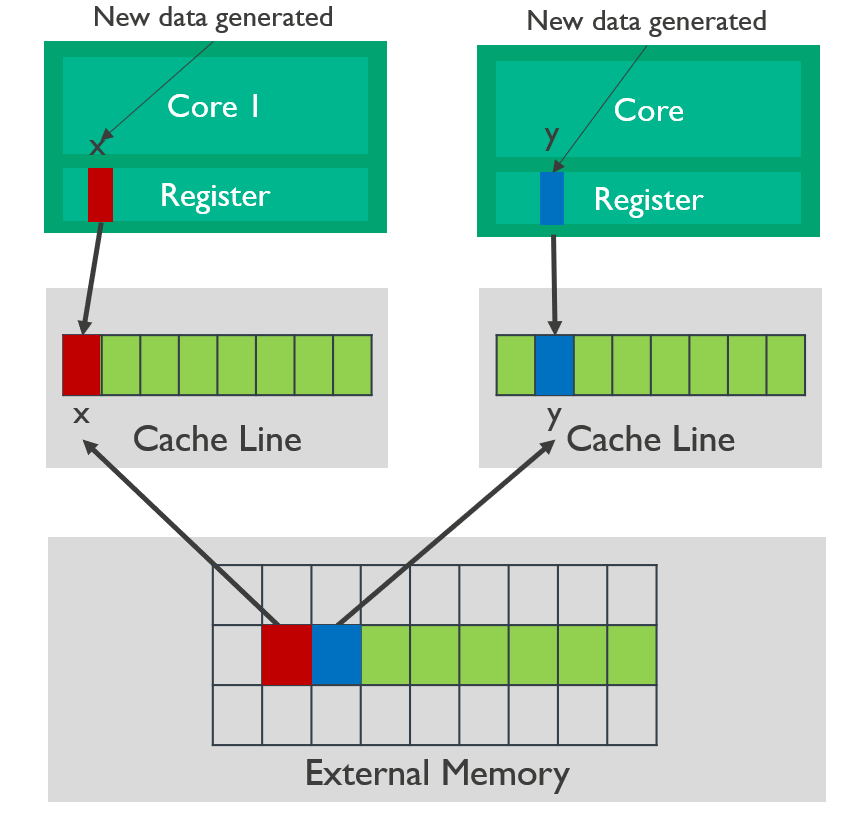 New data generated
New data generated
Core 1
Core
x
y
Register
Register
x
y
Cache Line
Cache Line
External Memory